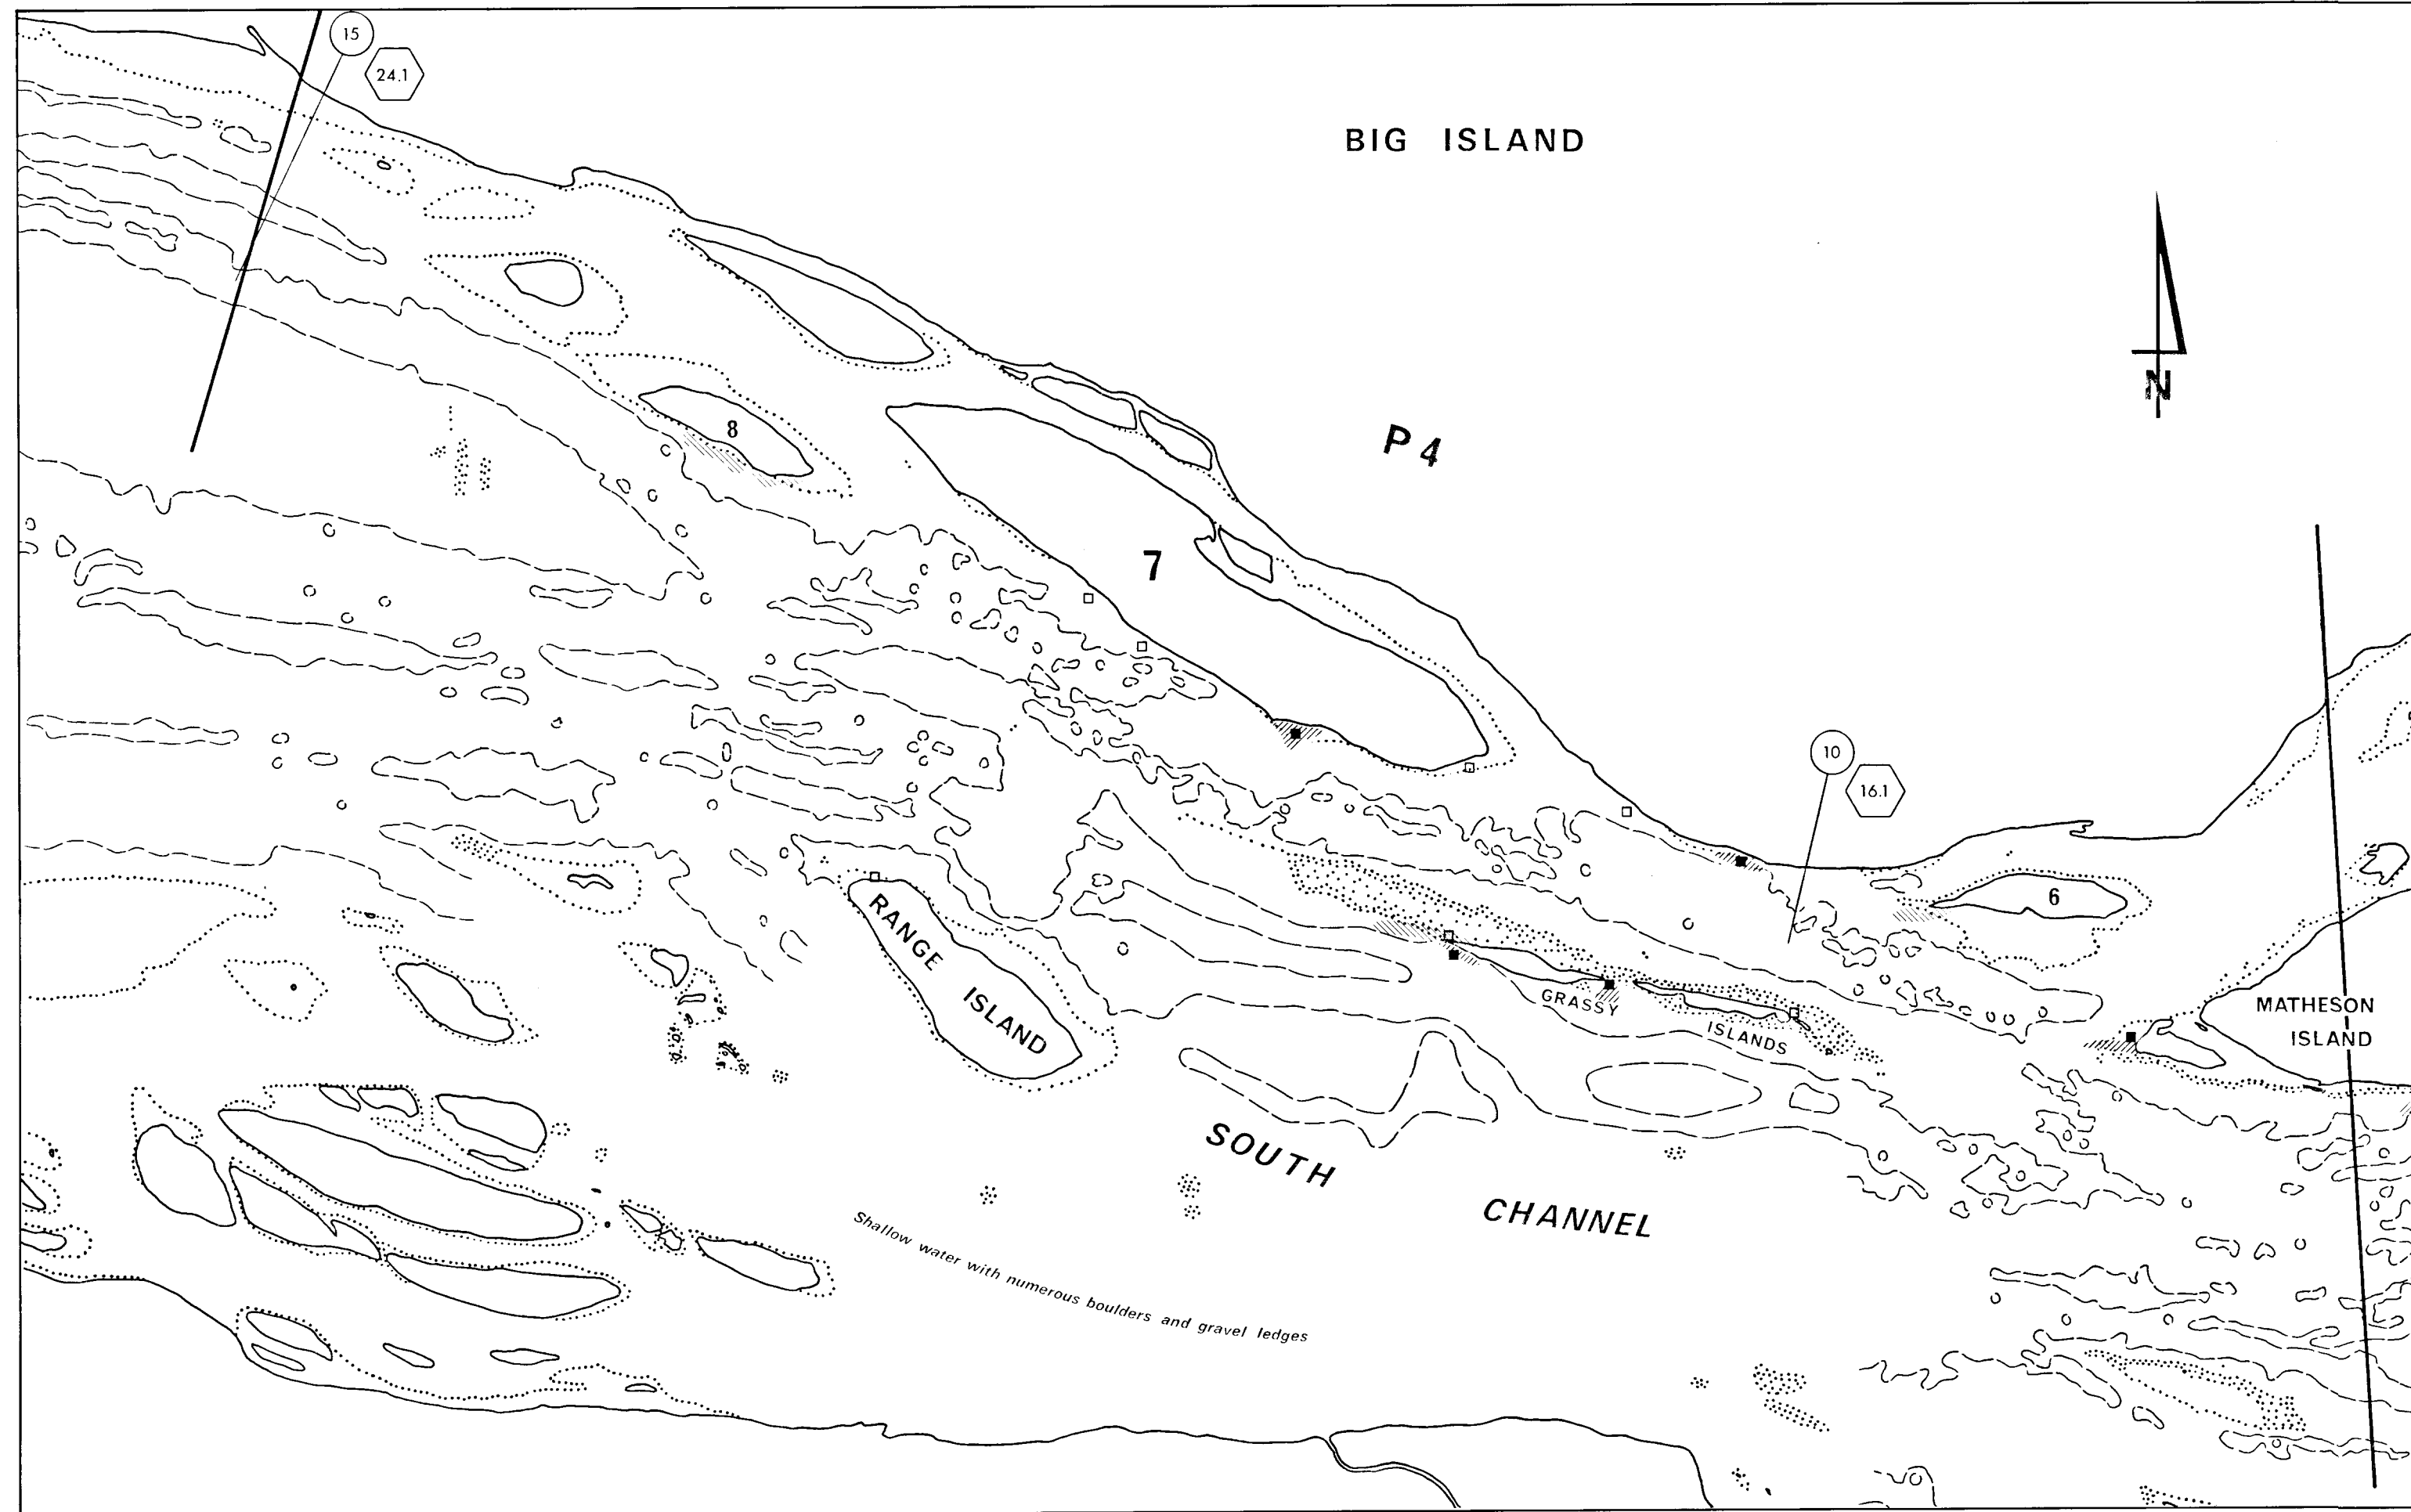 15
24.1
BIG ISLAND
N
P 4
8
7
10
16.1
6
RANGE
ISLAND
GRASSY
ISLANDS
MATHESON
ISLAND
SOUTH
CHANNEL
Shallow water with numerous boulders and gravel ledges